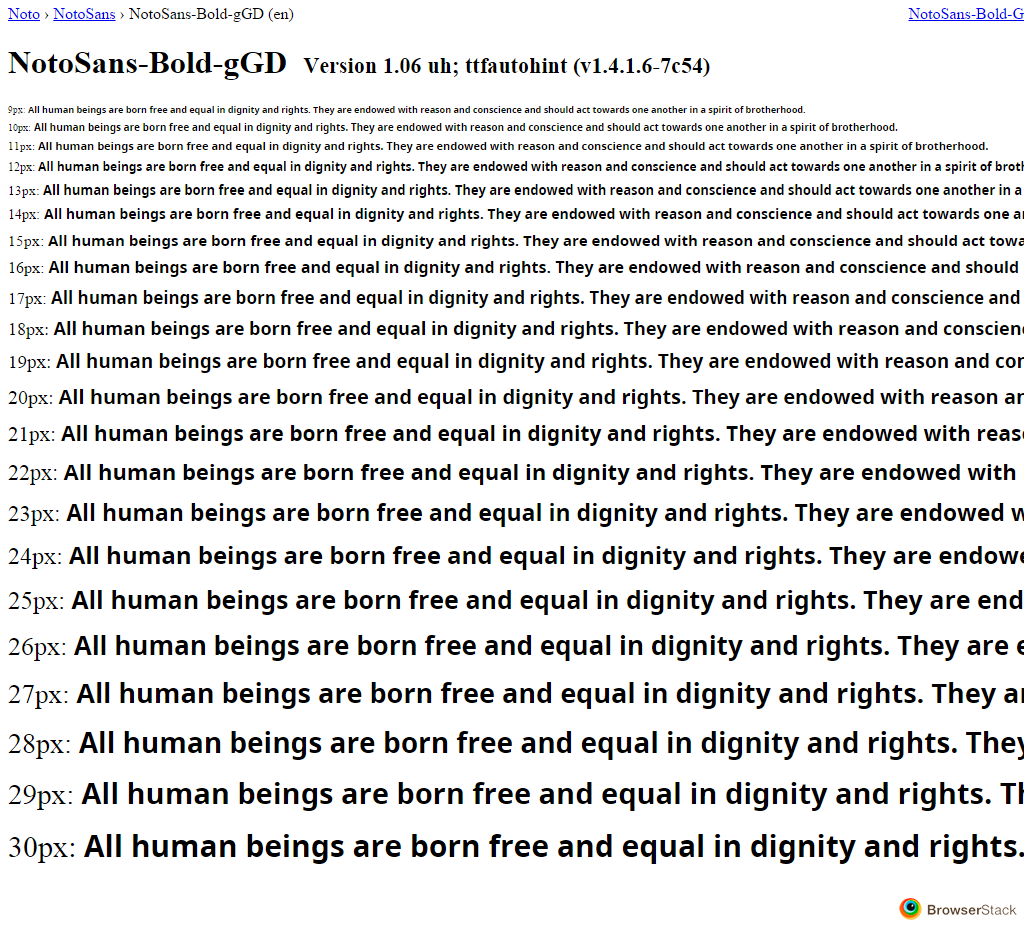 Noto › NotoSans › NotoSans-Bold-gGD (en) NotoSans-Bold-G
NotoSans-Bold-gGD Version 1.06 uh; ttfautohint (v1.4.1.6-7c54)
9px: All human beings are born free and equal in dignity and rights. They are endowed with reason and conscience and should act towards one another in a spirit of brotherhood.
10px: All human beings are born free and equal in dignity and rights. They are endowed with reason and conscience and should act towards one another in a spirit of brotherhood.
11px: All human beings are born free and equal in dignity and rights. They are endowed with reason and conscience and should act towards one another in a spirit of brotherhood.
12px: All human beings are born free and equal in dignity and rights. They are endowed with reason and conscience and should act towards one another in a spirit of broth
13px: All human beings are born free and equal in dignity and rights. They are endowed with reason and conscience and should act towards one another in a
14px: All human beings are born free and equal in dignity and rights. They are endowed with reason and conscience and should act towards one an
15px: All human beings are born free and equal in dignity and rights. They are endowed with reason and conscience and should act towa
16px: All human beings are born free and equal in dignity and rights. They are endowed with reason and conscience and should
17px: All human beings are born free and equal in dignity and rights. They are endowed with reason and conscience and
18px: All human beings are born free and equal in dignity and rights. They are endowed with reason and conscien
19px: All human beings are born free and equal in dignity and rights. They are endowed with reason and con
20px: All human beings are born free and equal in dignity and rights. They are endowed with reason an
21px: All human beings are born free and equal in dignity and rights. They are endowed with reas
22px: All human beings are born free and equal in dignity and rights. They are endowed with
23px: All human beings are born free and equal in dignity and rights. They are endowed w
24px: All human beings are born free and equal in dignity and rights. They are endowe
25px: All human beings are born free and equal in dignity and rights. They are end
26px: All human beings are born free and equal in dignity and rights. They are e
27px: All human beings are born free and equal in dignity and rights. They ar
28px: All human beings are born free and equal in dignity and rights. They
29px: All human beings are born free and equal in dignity and rights. Th
30px: All human beings are born free and equal in dignity and rights.
BrowserStack